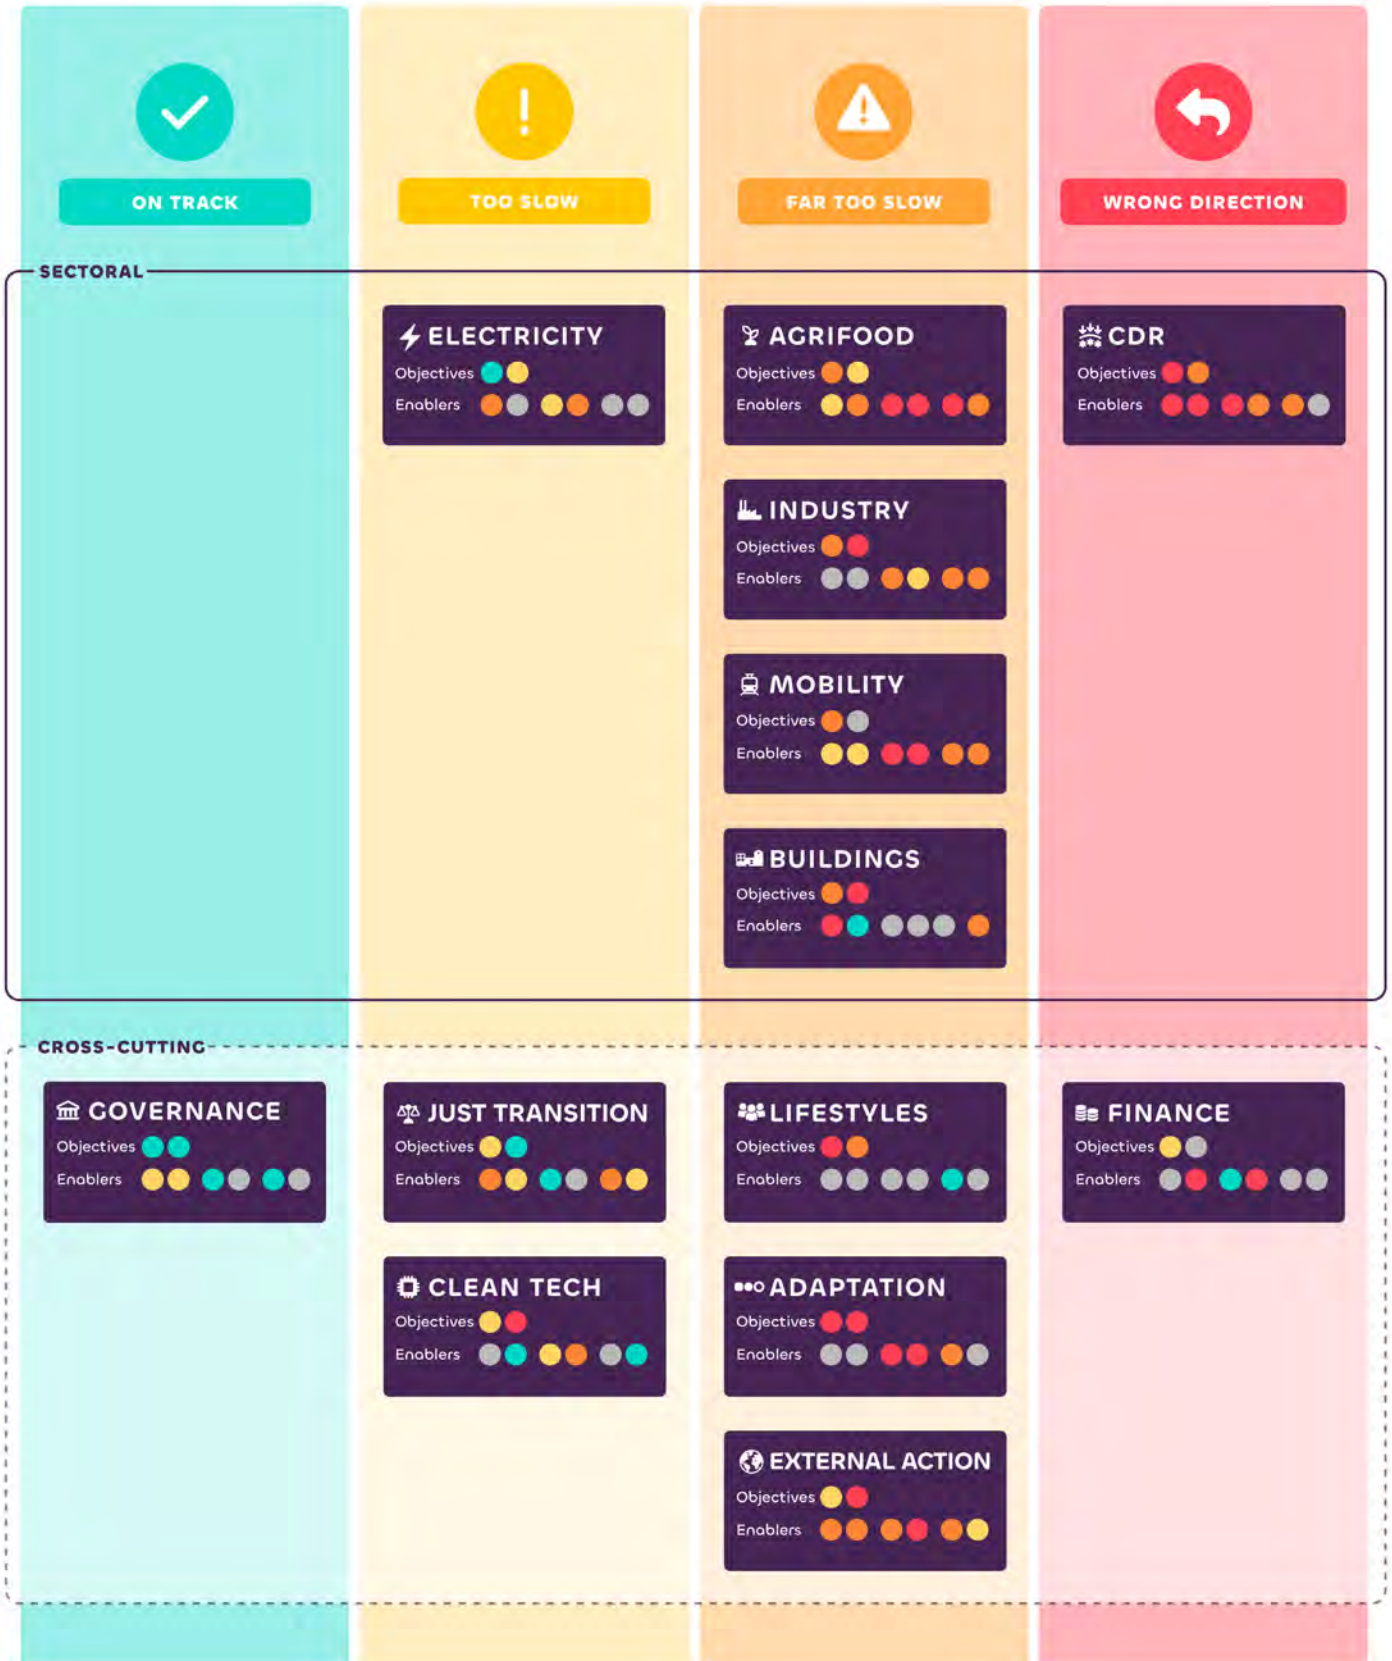 ON TRACK
TOO SLOW
FAR TOO SLOW
WRONG DIRECTION
SECTORAL
ELECTRICITY
Objectives
Enablers
AGRIFOOD
Objectives
Enablers
CDR
Objectives
Enablers
INDUSTRY
Objectives
Enablers
MOBILITY
Objectives
Enablers
BUILDINGS
Objectives
Enablers
CROSS-CUTTING
GOVERNANCE
Objectives
Enablers
JUST TRANSITION
Objectives
Enablers
LIFESTYLES
Objectives
Enablers
FINANCE
Objectives
Enablers
CLEAN TECH
Objectives
Enablers
ADAPTATION
Objectives
Enablers
EXTERNAL ACTION
Objectives
Enablers